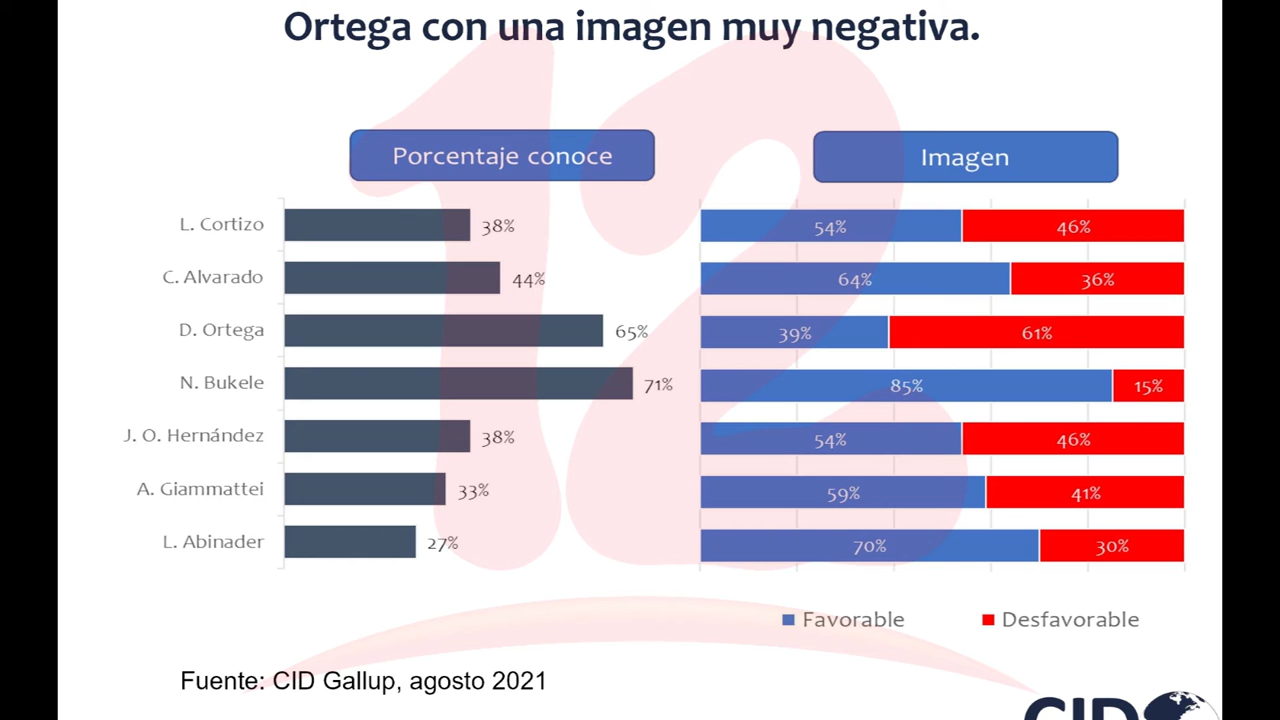 Ortega con una imagen muy negativa.
Porcentaje conoce
Imagen
L. Cortizo 38% 54% 46%
C. Alvarado 44% 64% 36%
D. Ortega 65% 39% 61%
N. Bukele 71% 85% 15%
J. O. Hernández 38% 54% 46%
A. Giammattei 33% 59% 41%
L. Abinader 27% 70% 30%
Favorable
Desfavorable
Fuente: CID Gallup, agosto 2021
CID
12